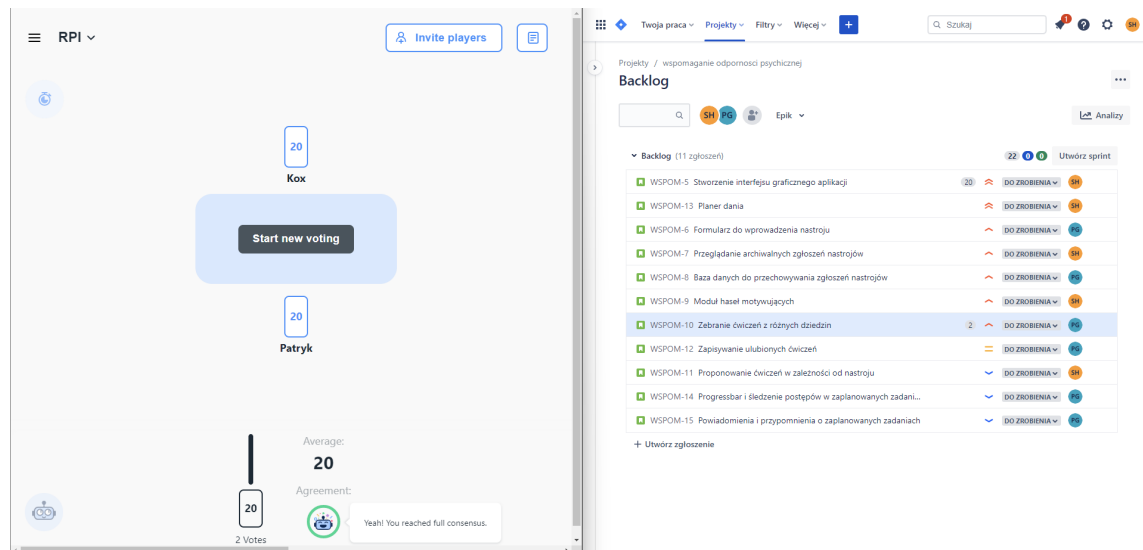 RPI
Invite players
20
Kox
Start new voting
20
Patryk
Average:
20
Agreement:
20
Yeah! You reached full consensus.
2 Votes
Twoja praca
Projekty
Filtry
Więcej
+
Szukaj
1
SH
Projekty / wspomaganie odpornosci psychicznej
Backlog
SH PG
Epik
Analizy
Backlog (11 zgłoszeń) 22 0 0 Utwórz sprint
WSPOM-5 Stworzenie interfejsu graficznego aplikacji 20 DO ZROBIENIA SH
WSPOM-13 Planer dania DO ZROBIENIA SH
WSPOM-6 Formularz do wprowadzenia nastroju DO ZROBIENIA PG
WSPOM-7 Przeglądanie archiwalnych zgłoszeń nastrojów DO ZROBIENIA SH
WSPOM-8 Baza danych do przechowywania zgłoszeń nastrojów DO ZROBIENIA PG
WSPOM-9 Moduł haseł motywujących DO ZROBIENIA SH
WSPOM-10 Zebranie ćwiczeń z różnych dziedzin 2 DO ZROBIENIA PG
WSPOM-12 Zapisywanie ulubionych ćwiczeń DO ZROBIENIA PG
WSPOM-11 Proponowanie ćwiczeń w zależności od nastroju DO ZROBIENIA SH
WSPOM-14 Progressbar i śledzenie postępów w zaplanowanych zadani... DO ZROBIENIA PG
WSPOM-15 Powiadomienia i przypomnienia o zaplanowanych zadaniach DO ZROBIENIA PG
+ Utwórz zgłoszenie